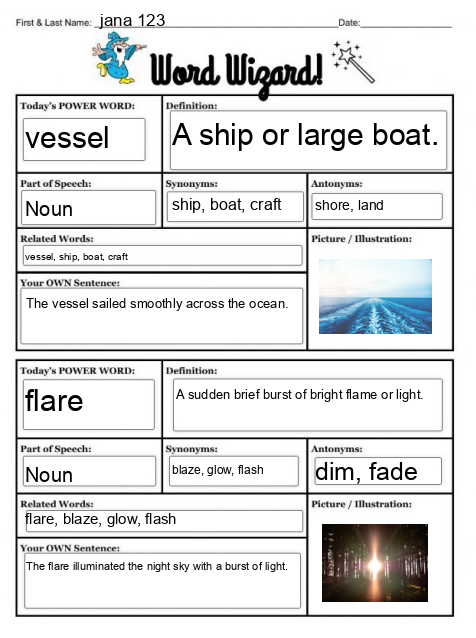 First & Last Name: jana 123 Date:
Word Wizard!
Today's POWER WORD:
vessel
Definition:
A ship or large boat.
Part of Speech:
Noun
Synonyms:
ship, boat, craft
Antonyms:
shore, land
Related Words:
vessel, ship, boat, craft
Picture / Illustration:
Your OWN Sentence:
The vessel sailed smoothly across the ocean.
Today's POWER WORD:
flare
Definition:
A sudden brief burst of bright flame or light.
Part of Speech:
Noun
Synonyms:
blaze, glow, flash
Antonyms:
dim, fade
Related Words:
flare, blaze, glow, flash
Picture / Illustration:
Your OWN Sentence:
The flare illuminated the night sky with a burst of light.